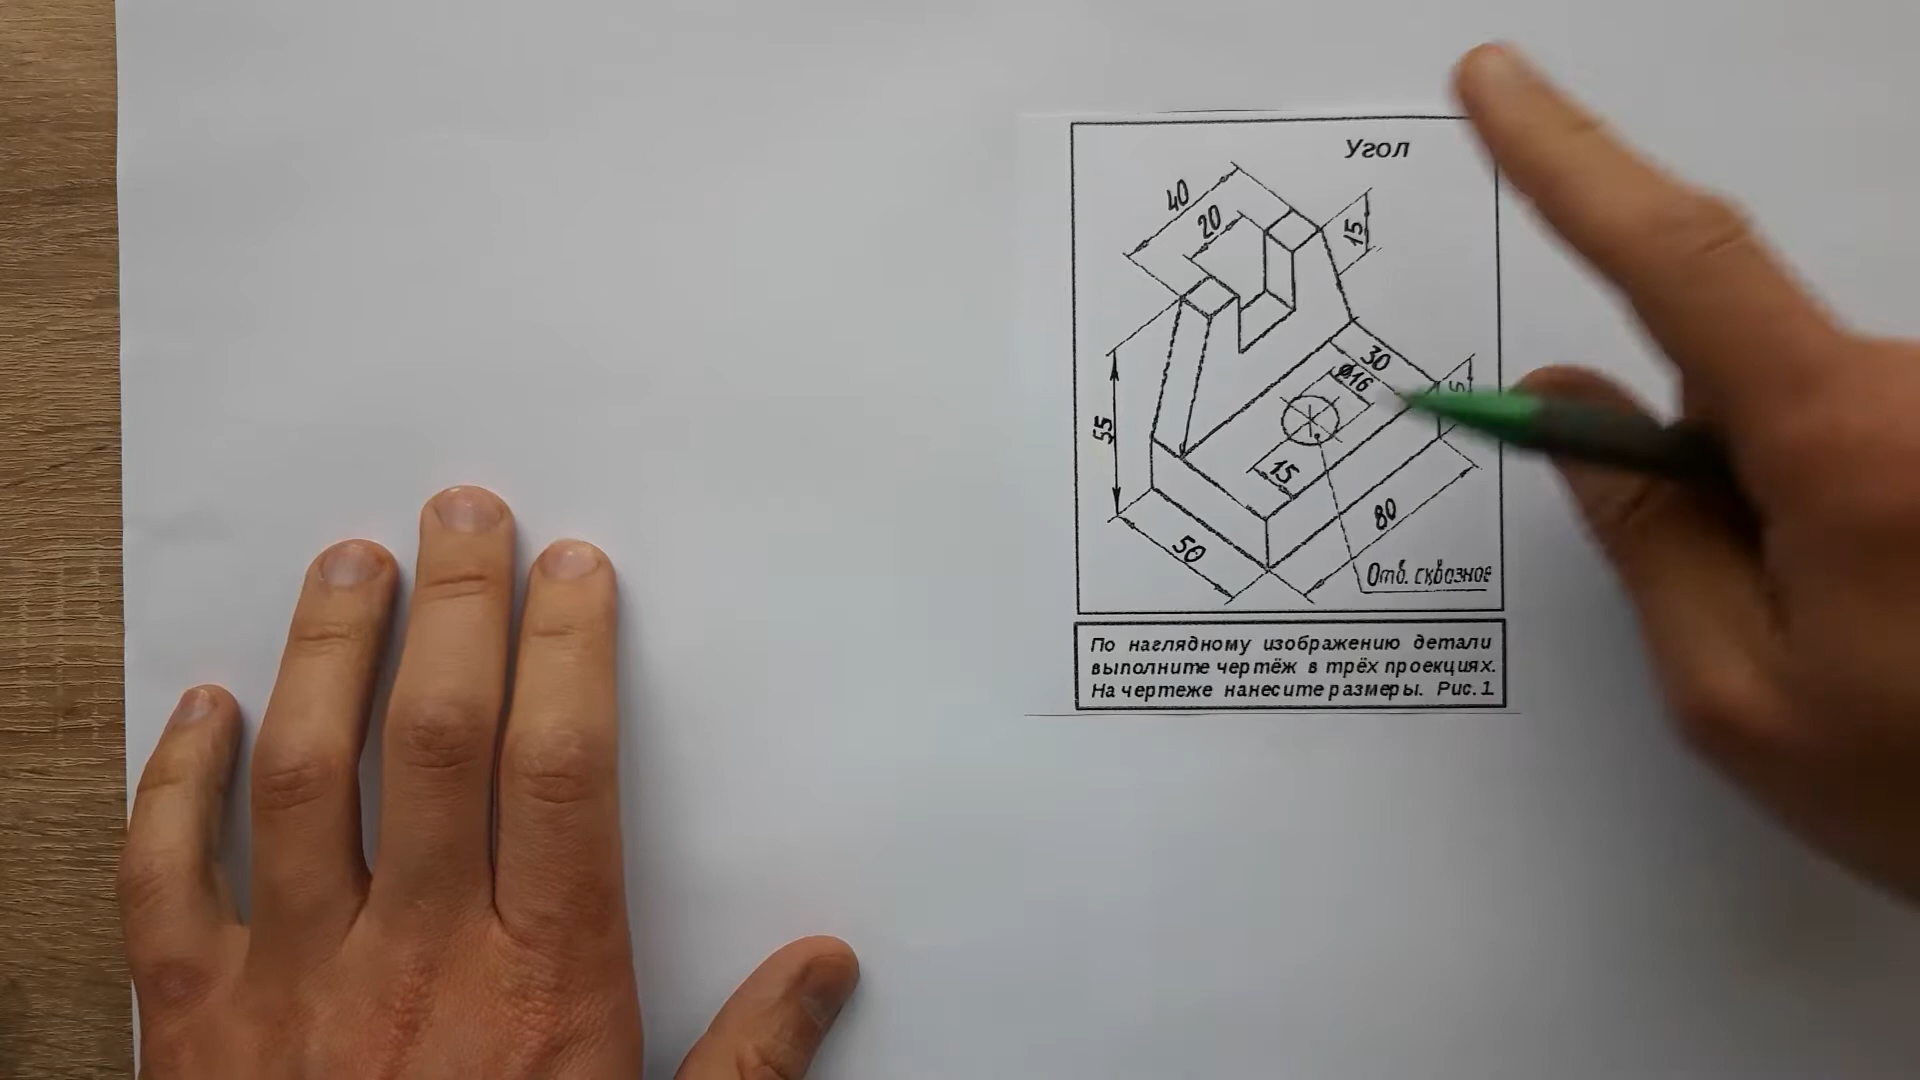 Угол
40
20
15
30
ø16
55
15
80
50
Отв. сквозное
По наглядному изображению детали
выполните чертёж в трёх проекциях.
На чертеже нанесите размеры. Рис. 1